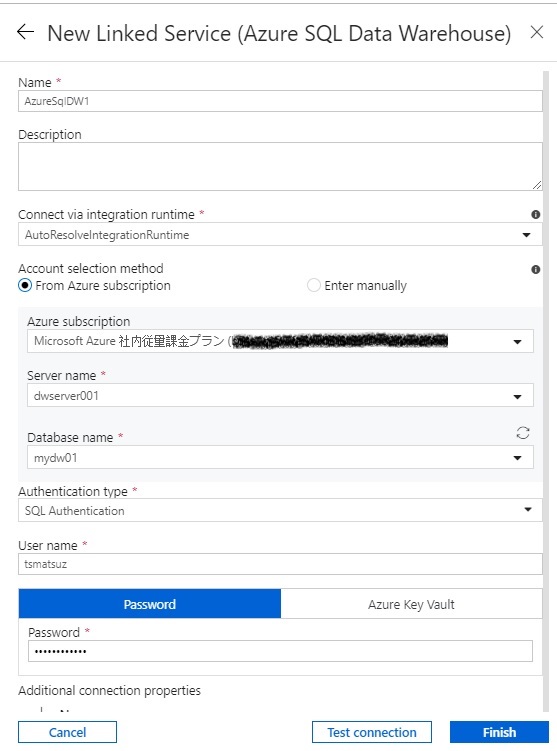 New Linked Service (Azure SQL Data Warehouse)
Name *
AzureSqlDW1
Description
Connect via integration runtime *
AutoResolveIntegrationRuntime
Account selection method
From Azure subscription
Enter manually
Azure subscription
Microsoft Azure 社内従量課金プラン (
Server name *
dwserver001
Database name *
mydw01
Authentication type *
SQL Authentication
User name *
tsmatsuz
Password
Azure Key Vault
Password *
••••••••••••
Additional connection properties
Cancel
Test connection
Finish